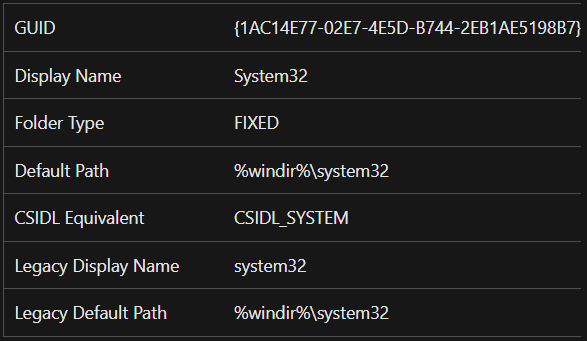 GUID {1AC14E77-02E7-4E5D-B744-2EB1AE5198B7}
Display Name System32
Folder Type FIXED
Default Path %windir%\system32
CSIDL Equivalent CSIDL_SYSTEM
Legacy Display Name system32
Legacy Default Path %windir%\system32